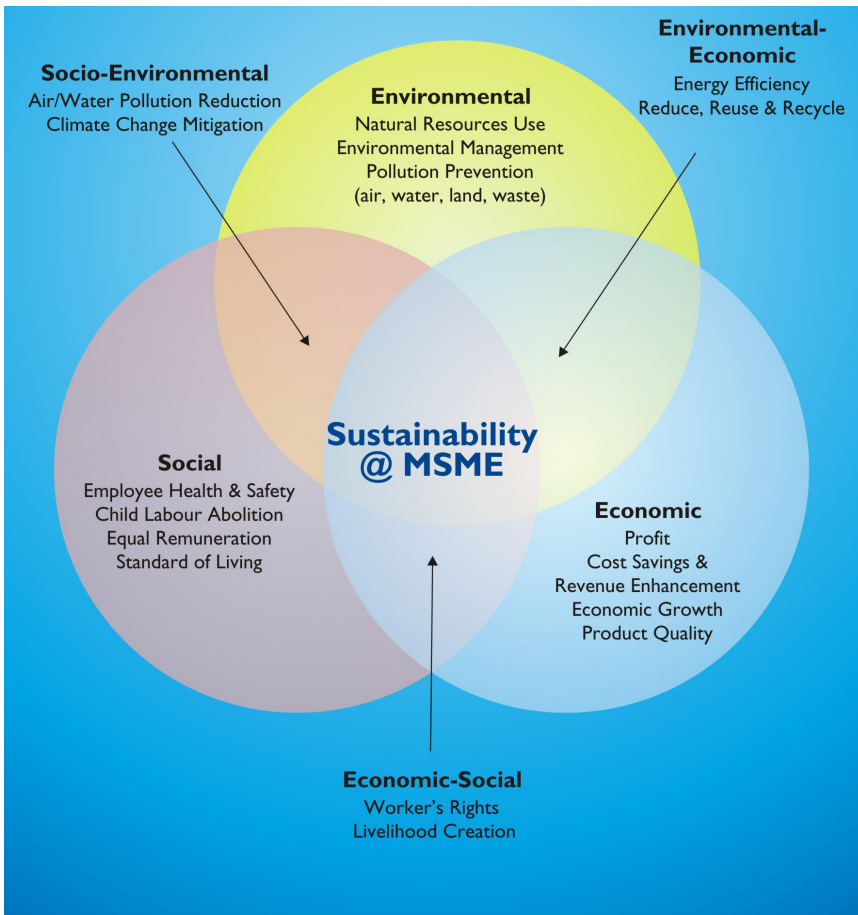 Socio-Environmental
Air/Water Pollution Reduction
Climate Change Mitigation
Environmental
Natural Resources Use
Environmental Management
Pollution Prevention
(air, water, land, waste)
Environmental-
Economic
Energy Efficiency
Reduce, Reuse & Recycle
Sustainability
@ MSME
Social
Employee Health & Safety
Child Labour Abolition
Equal Remuneration
Standard of Living
Economic
Profit
Cost Savings &
Revenue Enhancement
Economic Growth
Product Quality
Economic-Social
Worker's Rights
Livelihood Creation